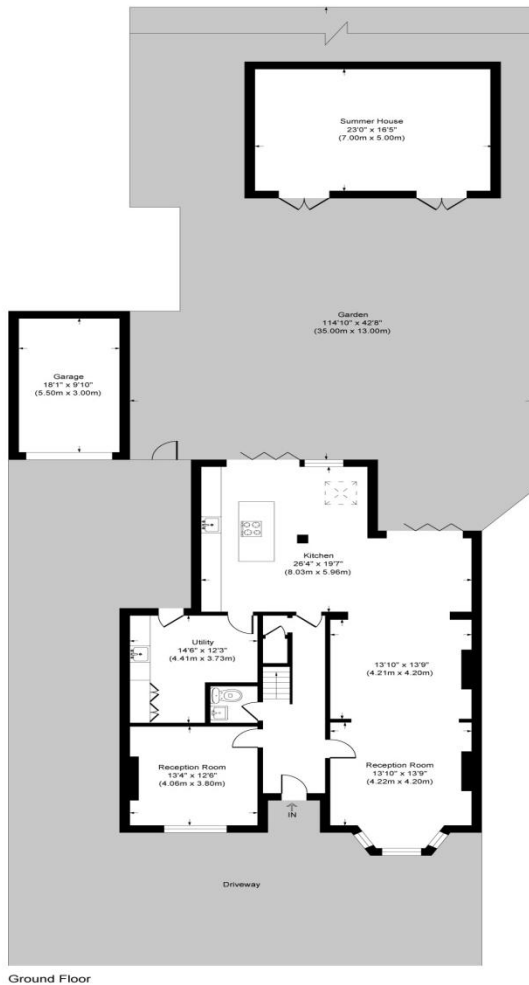 Summer House
23'0" x 16'5"
(7.00m x 5.00m)
Garden
114'10" x 42'8"
(35.00m x 13.00m)
Garage
18'1" x 9'10"
(5.50m x 3.00m)
Kitchen
26'4" x 19'7"
(8.03m x 5.96m)
Utility
14'6" x 12'3"
(4.41m x 3.73m)
13'10" x 13'9"
(4.21m x 4.20m)
Reception Room
13'4" x 12'6"
(4.06m x 3.80m)
Reception Room
13'10" x 13'9"
(4.22m x 4.20m)
IN
Driveway
Ground Floor